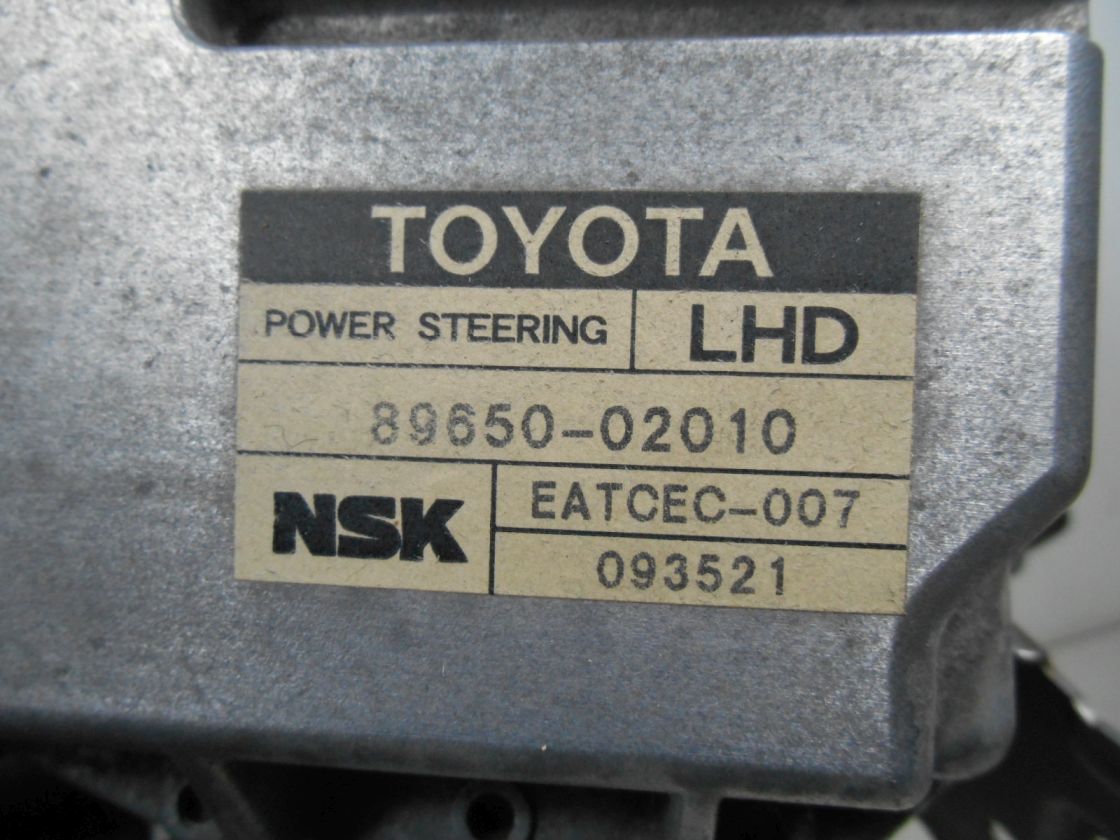 TOYOTA
POWER STEERING LHD
89650-02010
NSK EATCEC-007
093521